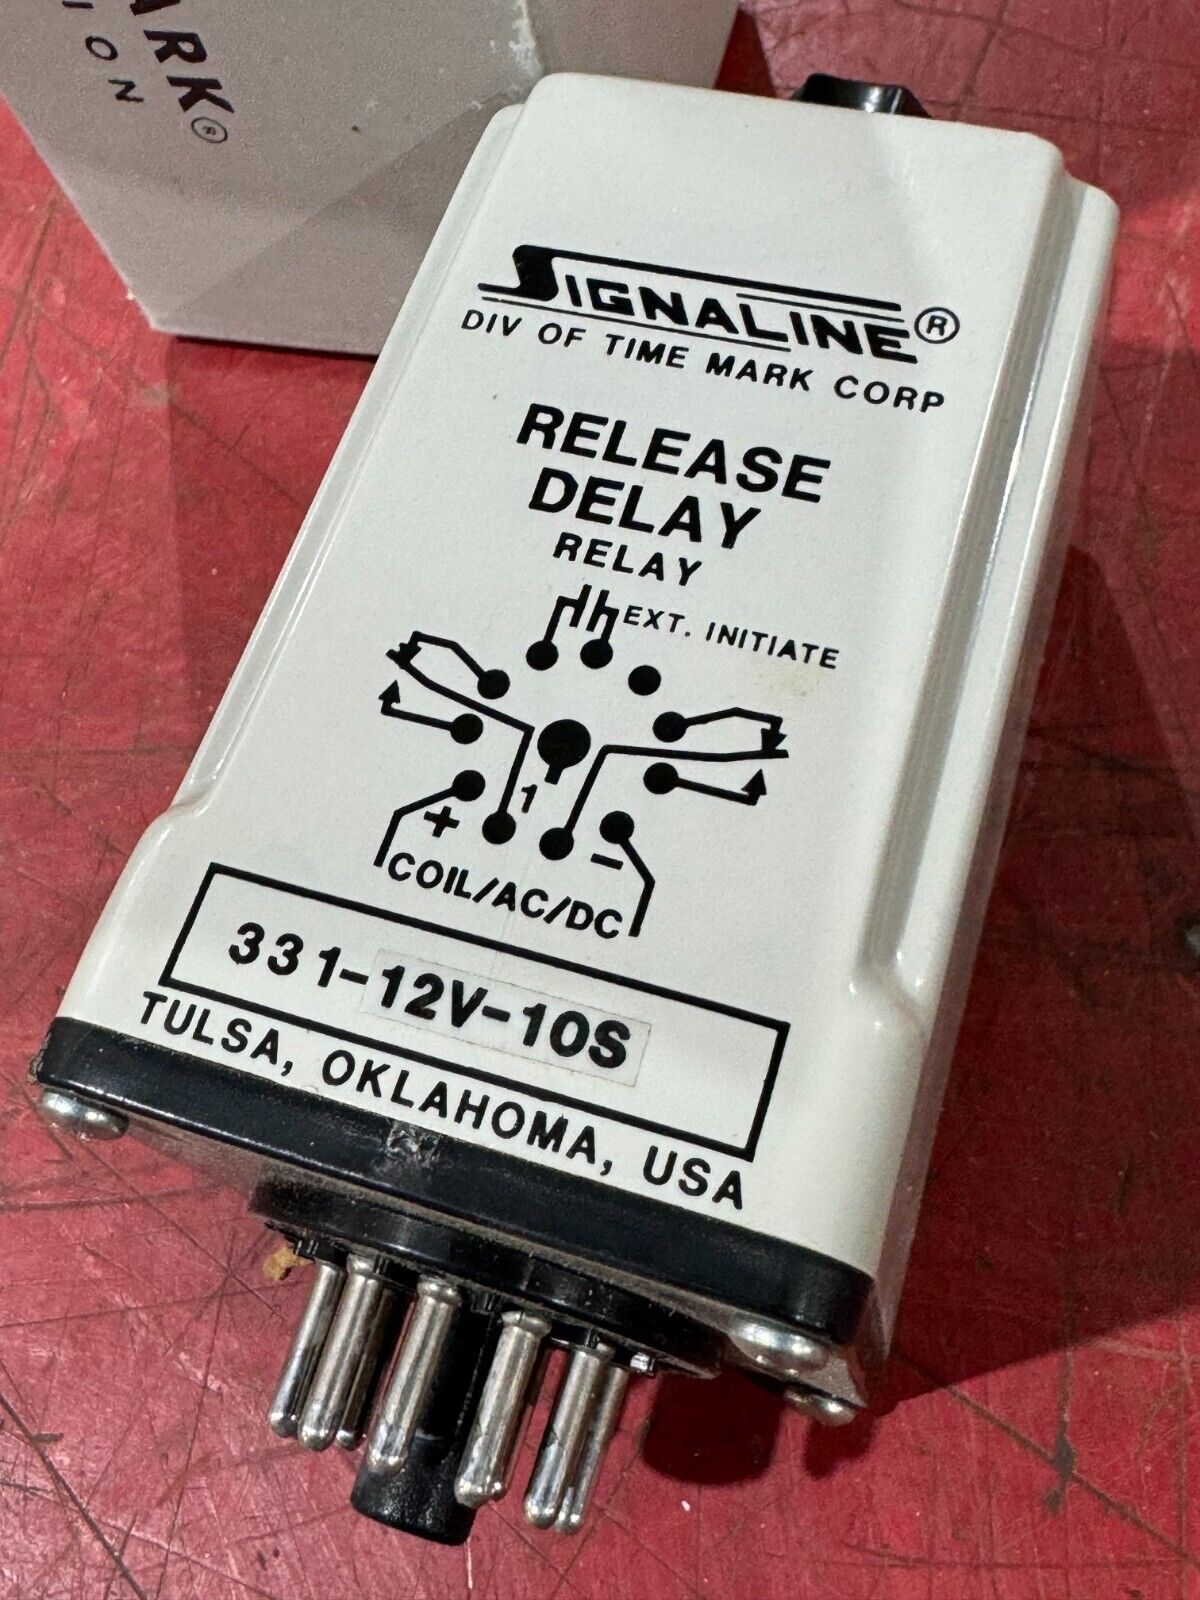 ARK®
ION
SIGNALINE®
DIV OF TIME MARK CORP
RELEASE
DELAY
RELAY
EXT. INITIATE
+ 1 -
COIL/AC/DC
331-12V-10S
TULSA, OKLAHOMA, USA